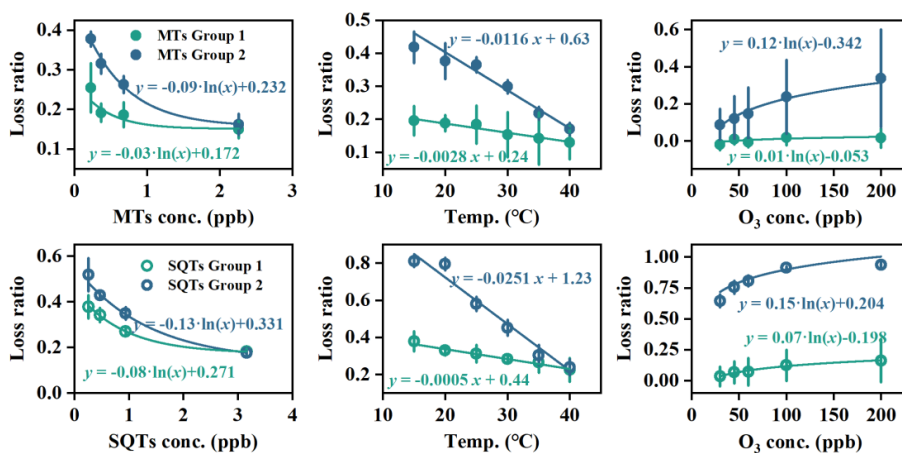 0.4
0.3
0.2
0.1
Loss ratio
MTs Group 1
MTs Group 2
y = -0.09·ln(x)+0.232
y = -0.03·ln(x)+0.172
0
1
2
3
MTs conc. (ppb)
0.5
0.4
0.3
0.2
0.1
Loss ratio
y = -0.0116 x + 0.63
y = -0.0028 x + 0.24
10
20
30
40
Temp. (°C)
0.6
0.4
0.2
0.0
Loss ratio
y = 0.12·ln(x)-0.342
y = 0.01·ln(x)-0.053
0
50
100
150
200
O₃ conc. (ppb)
0.6
0.4
0.2
0.0
Loss ratio
SQTs Group 1
SQTs Group 2
y = -0.13·ln(x)+0.331
y = -0.08·ln(x)+0.271
0
1
2
3
4
SQTs conc. (ppb)
0.8
0.6
0.4
0.2
Loss ratio
y = -0.0251 x + 1.23
y = -0.0005 x + 0.44
10
20
30
40
Temp. (°C)
1.00
0.75
0.50
0.25
0.00
Loss ratio
y = 0.15·ln(x)+0.204
y = 0.07·ln(x)-0.198
0
50
100
150
200
O₃ conc. (ppb)